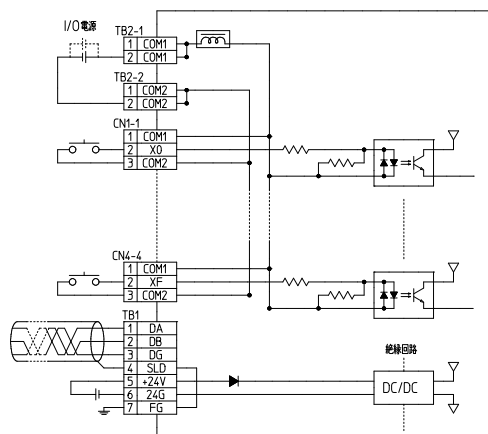 I/O電源
TB2-1
1 COM1
2 COM1
TB2-2
1 COM2
2 COM2
CN1-1
1 COM1
2 X0
3 COM2
CN4-4
1 COM1
2 XF
3 COM2
TB1
1 DA
2 DB
3 DG
4 SLD
5 +24V
6 24G
7 FG
絶縁回路
DC/DC